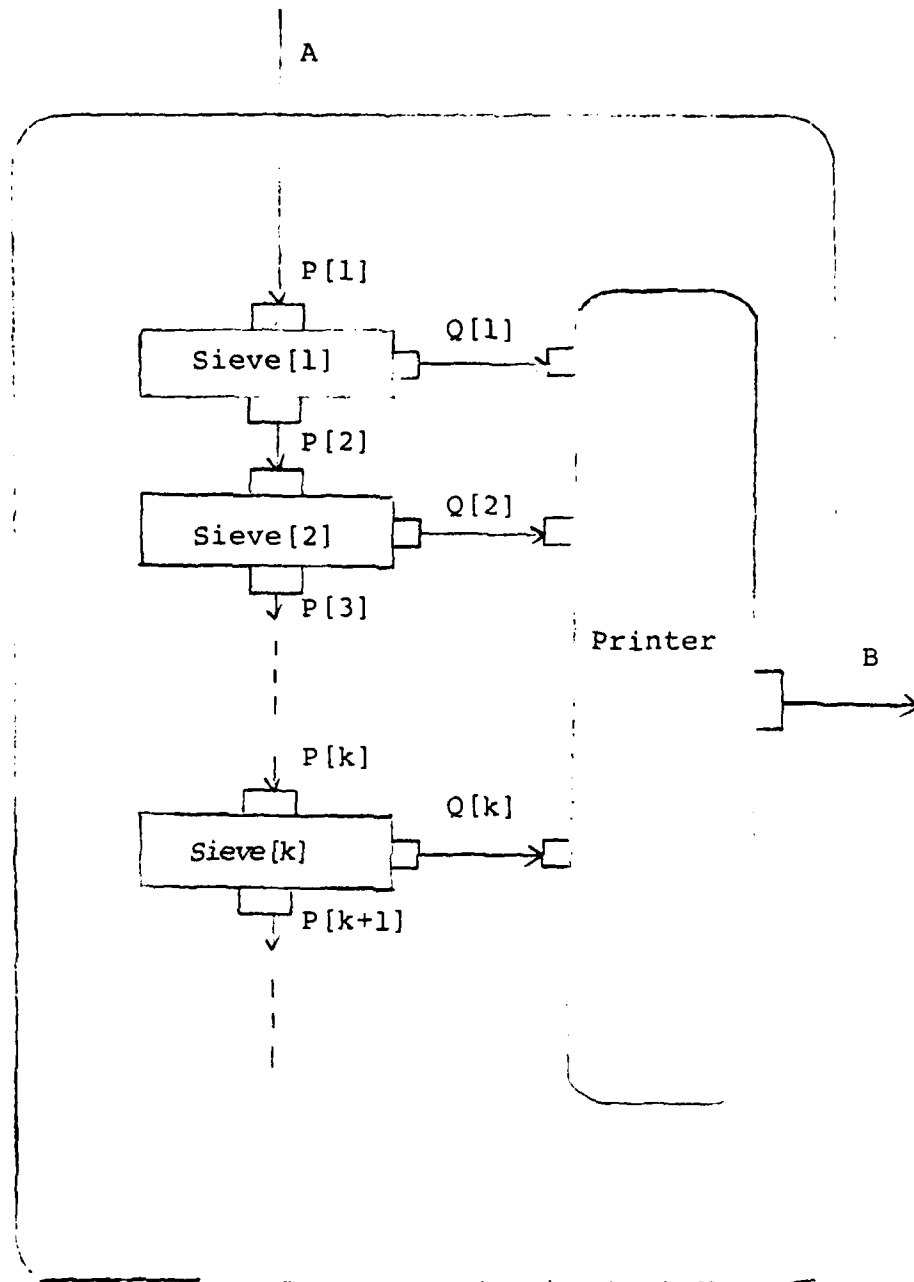 A
P[1]
Sieve[1]
Q[1]
P[2]
Sieve[2]
Q[2]
P[3]
Printer
B
P[k]
Sieve[k]
Q[k]
P[k+1]